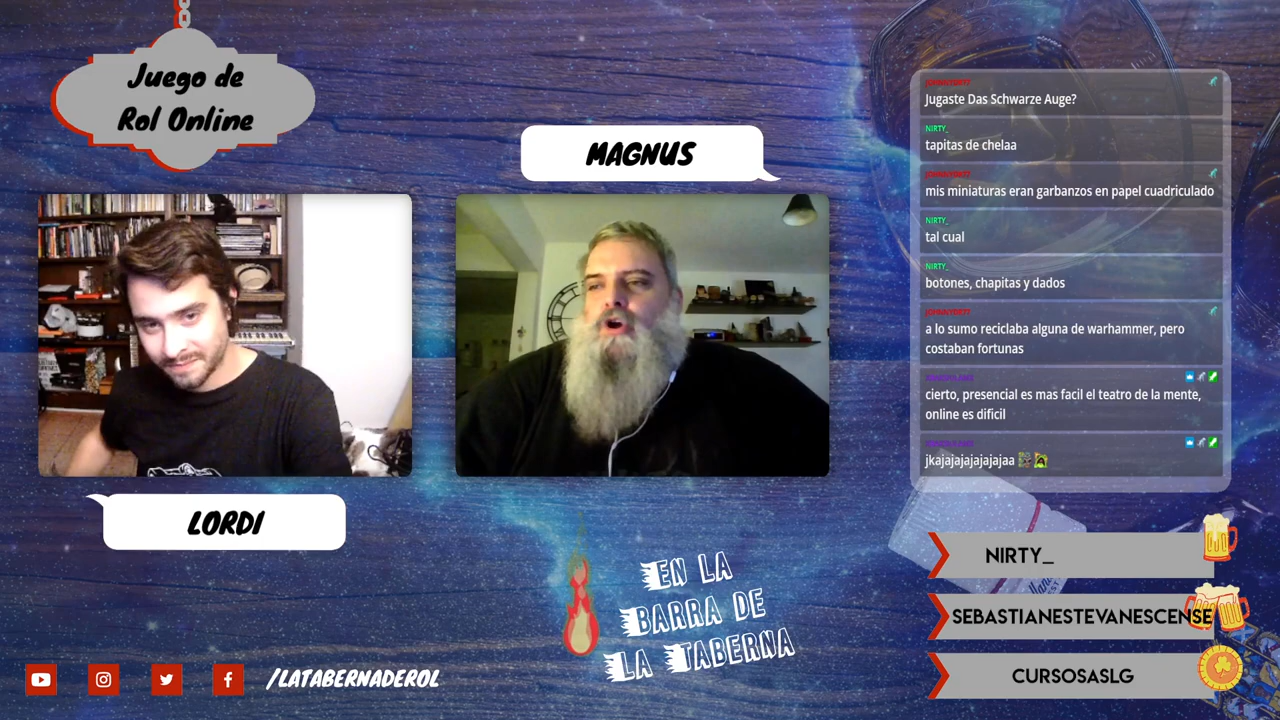 Juego de
Rol Online
MAGNUS
LORDI
Jugaste Das Schwarze Auge?
NIRTY_
tapitas de chelaa
mis miniaturas eran garbanzos en papel cuadriculado
NIRTY_
tal cual
NIRTY_
botones, chapitas y dados
a lo sumo reciclaba alguna de warhammer, pero
costaban fortunas
cierto, presencial es mas facil el teatro de la mente,
online es dificil
jkajajajajajajaa
EN LA
BARRA DE
LA TABERNA
NIRTY_
SEBASTIANESTEVANESCENSE
CURSOSASLG
/LATABERNADEROL